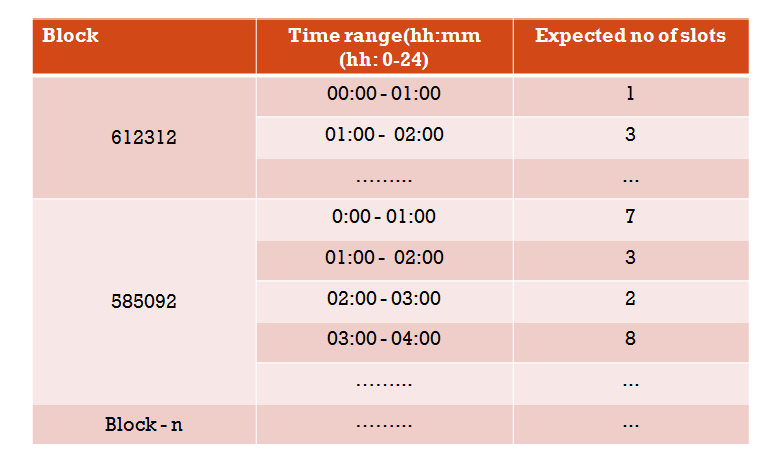 Block Time range(hh:mm Expected no of slots
(hh: 0-24)
612312
00:00 - 01:00 1
01:00 -  02:00 3
……... ...
585092
0:00 - 01:00 7
01:00 -  02:00 3
02:00 - 03:00 2
03:00 - 04:00 8
……... ...
Block - n ……... ...